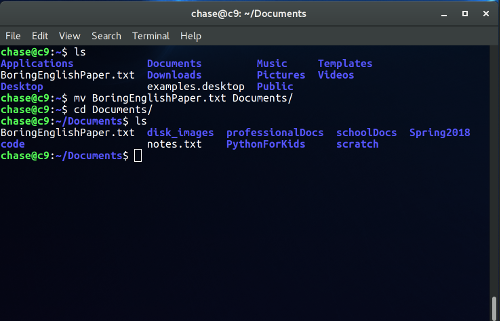 chase@c9: ~/Documents
File Edit View Search Terminal Help
chase@c9:~$ ls
Applications Documents Music Templates
BoringEnglishPaper.txt Downloads Pictures Videos
Desktop examples.desktop Public
chase@c9:~$ mv BoringEnglishPaper.txt Documents/
chase@c9:~$ cd Documents/
chase@c9:~/Documents$ ls
BoringEnglishPaper.txt disk_images professionalDocs schoolDocs Spring2018
code notes.txt PythonForKids scratch
chase@c9:~/Documents$